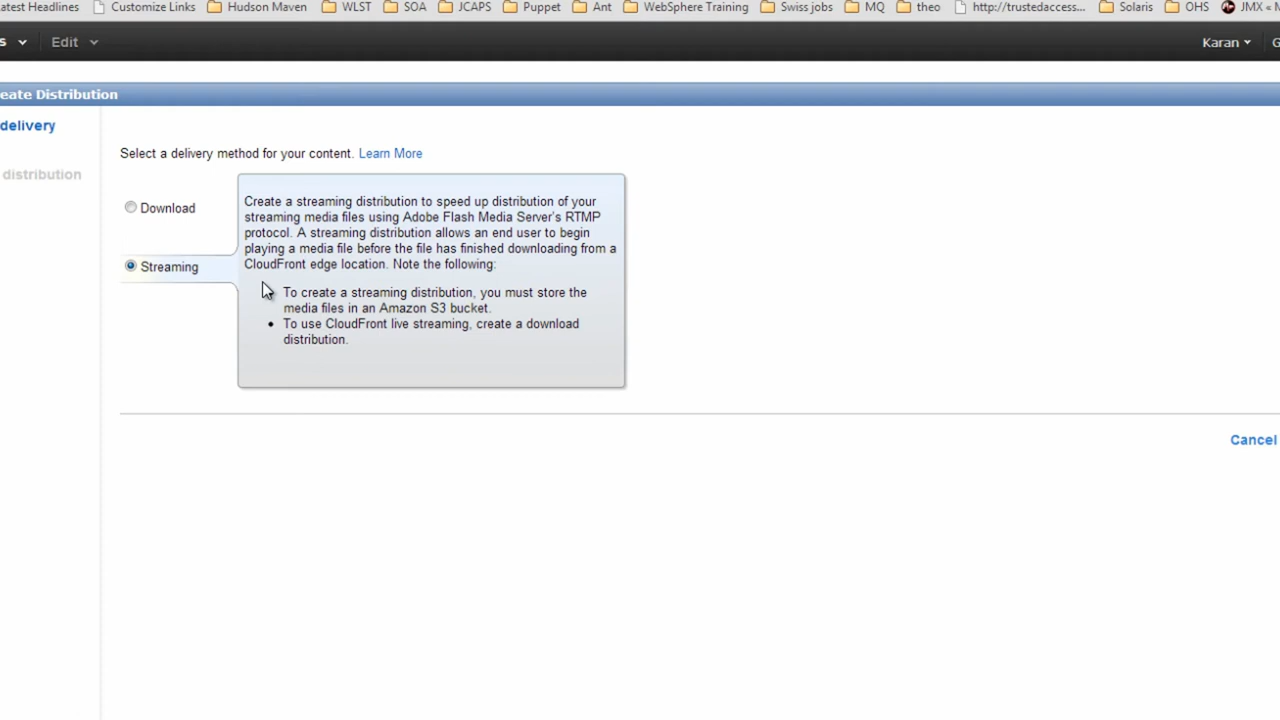 atest Headlines Customize Links Hudson Maven WLST SOA JCAPS Puppet Ant WebSphere Training Swiss jobs MQ theo http://trustedaccess... Solaris OHS JMX « M
s Edit Karan G
eate Distribution
delivery
Select a delivery method for your content. Learn More
distribution
Download
Create a streaming distribution to speed up distribution of your
streaming media files using Adobe Flash Media Server's RTMP
protocol. A streaming distribution allows an end user to begin
playing a media file before the file has finished downloading from a
CloudFront edge location. Note the following:
Streaming
To create a streaming distribution, you must store the
media files in an Amazon S3 bucket.
• To use CloudFront live streaming, create a download
distribution.
Cancel